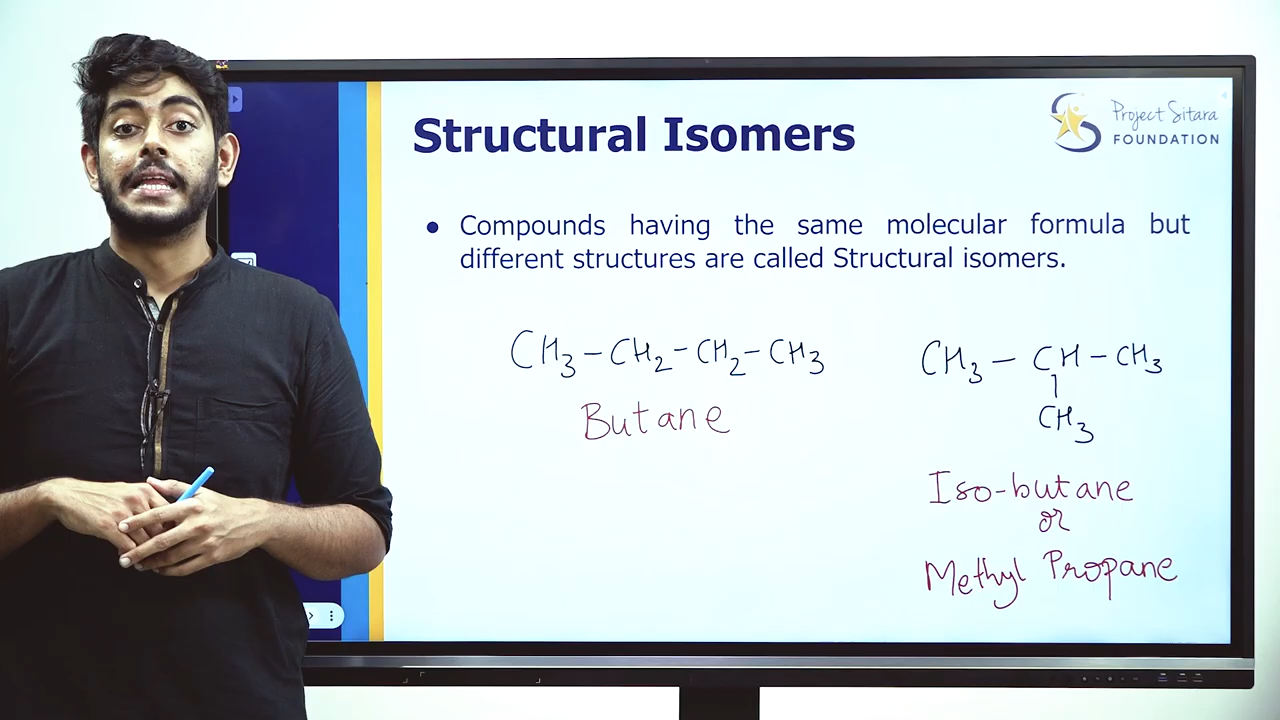 Structural Isomers
Project Sitara
FOUNDATION
• Compounds having the same molecular formula but
different structures are called Structural isomers.
CH₃ – CH₂ – CH₂ – CH₃
Butane
CH₃ – CH – CH₃
|
CH₃
Iso-butane
or
Methyl Propane